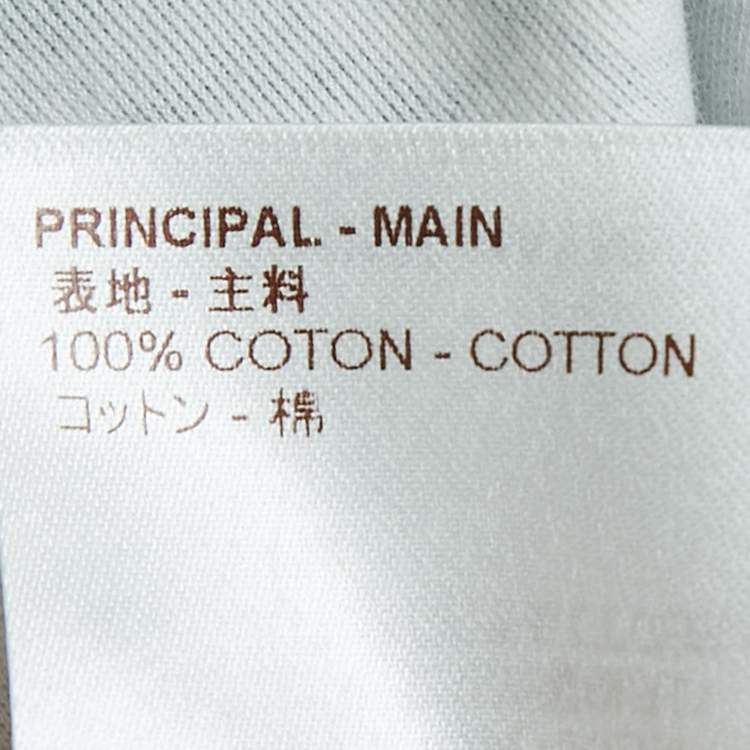 PRINCIPAL. - MAIN
表地 - 主料
100% COTON - COTTON
コットン - 棉